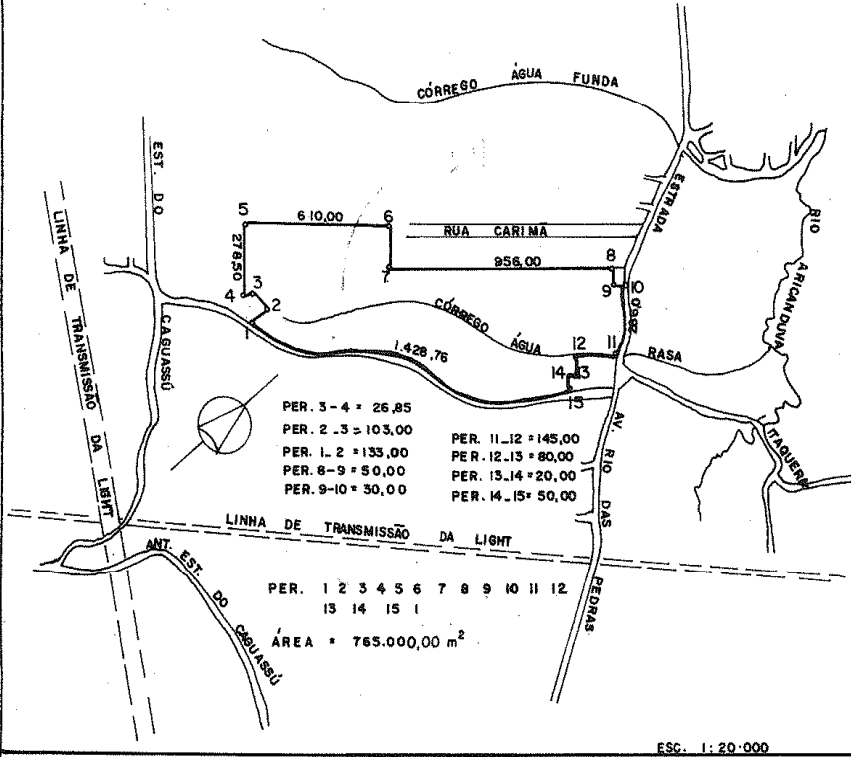 CÓRREGO ÁGUA FUNDA
EST. DO
CAGUASSÚ
ESTRADA
RIO ARICANDUVA
LINHA DE TRANSMISSÃO DA LIGHT
5
610,00
6
RUA CARIMÃ
278,50
7
956,00
8
9
10
4
3
2
1
CÓRREGO ÁGUA RASA
1.428,76
12
11
14
13
15
ITAQUERA
AV. RIO DAS PEDRAS
PER. 3-4 = 26,85
PER. 2-3 = 103,00
PER. 1-2 = 133,00
PER. 8-9 = 50,00
PER. 9-10 = 30,00
PER. 11-12 = 145,00
PER. 12-13 = 80,00
PER. 13-14 = 20,00
PER. 14-15 = 50,00
LINHA DE TRANSMISSÃO DA LIGHT
ANT. EST. DO CAGUASSÚ
PER. 1 2 3 4 5 6 7 8 9 10 11 12
13 14 15 1
ÁREA = 765.000,00 m²
ESC. 1:20.000